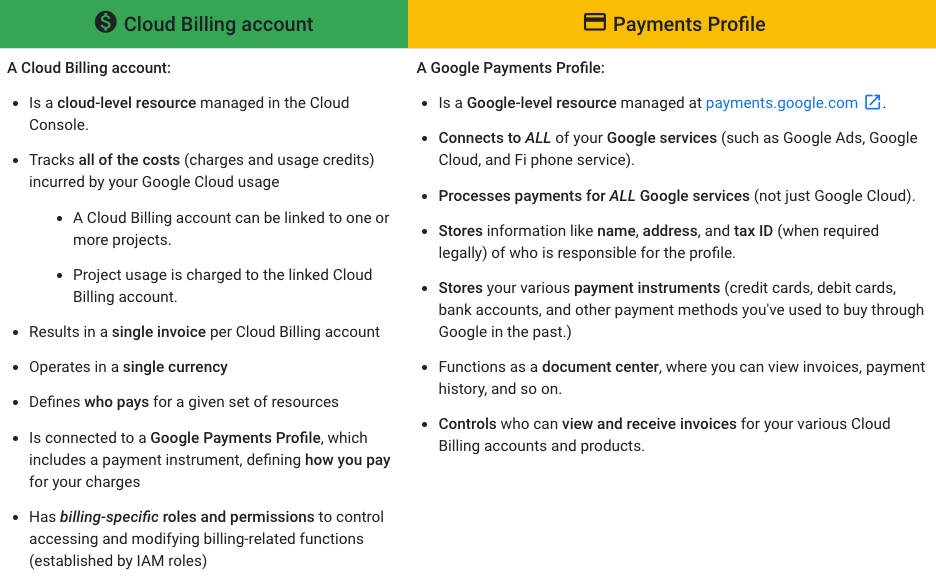 Cloud Billing account
A Cloud Billing account:
Is a cloud-level resource managed in the Cloud
Console.
Tracks all of the costs (charges and usage credits)
incurred by your Google Cloud usage
A Cloud Billing account can be linked to one or
more projects.
Project usage is charged to the linked Cloud
Billing account.
Results in a single invoice per Cloud Billing account
Operates in a single currency
Defines who pays for a given set of resources
Is connected to a Google Payments Profile, which
includes a payment instrument, defining how you pay
for your charges
Has billing-specific roles and permissions to control
accessing and modifying billing-related functions
(established by IAM roles)
Payments Profile
A Google Payments Profile:
Is a Google-level resource managed at payments.google.com .
Connects to ALL of your Google services (such as Google Ads, Google
Cloud, and Fi phone service).
Processes payments for ALL Google services (not just Google Cloud).
Stores information like name, address, and tax ID (when required
legally) of who is responsible for the profile.
Stores your various payment instruments (credit cards, debit cards,
bank accounts, and other payment methods you've used to buy through
Google in the past.)
Functions as a document center, where you can view invoices, payment
history, and so on.
Controls who can view and receive invoices for your various Cloud
Billing accounts and products.